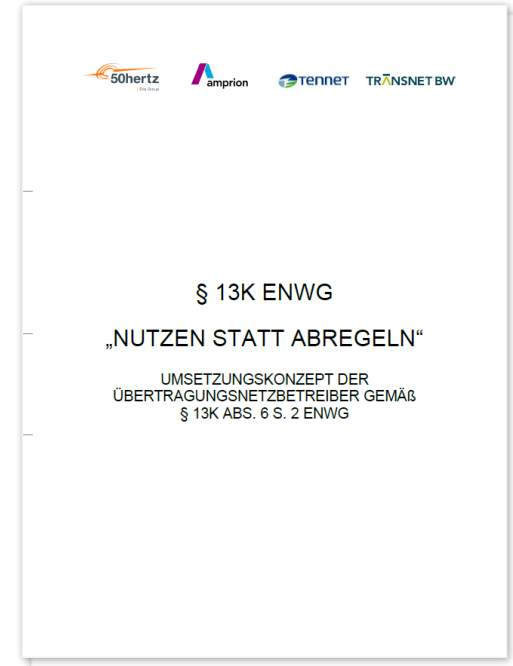 50hertz
Elia Group
amprion
TENNET
TRANSNET BW
§ 13K ENWG
„NUTZEN STATT ABREGELN“
UMSETZUNGSKONZEPT DER
ÜBERTRAGUNGSNETZBETREIBER GEMÄß
§ 13K ABS. 6 S. 2 ENWG